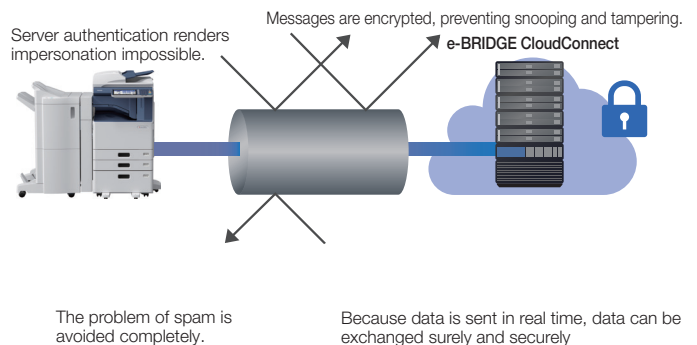 Messages are encrypted, preventing snooping and tampering.
Server authentication renders
impersonation impossible.
e-BRIDGE CloudConnect
The problem of spam is
avoided completely.
Because data is sent in real time, data can be
exchanged surely and securely